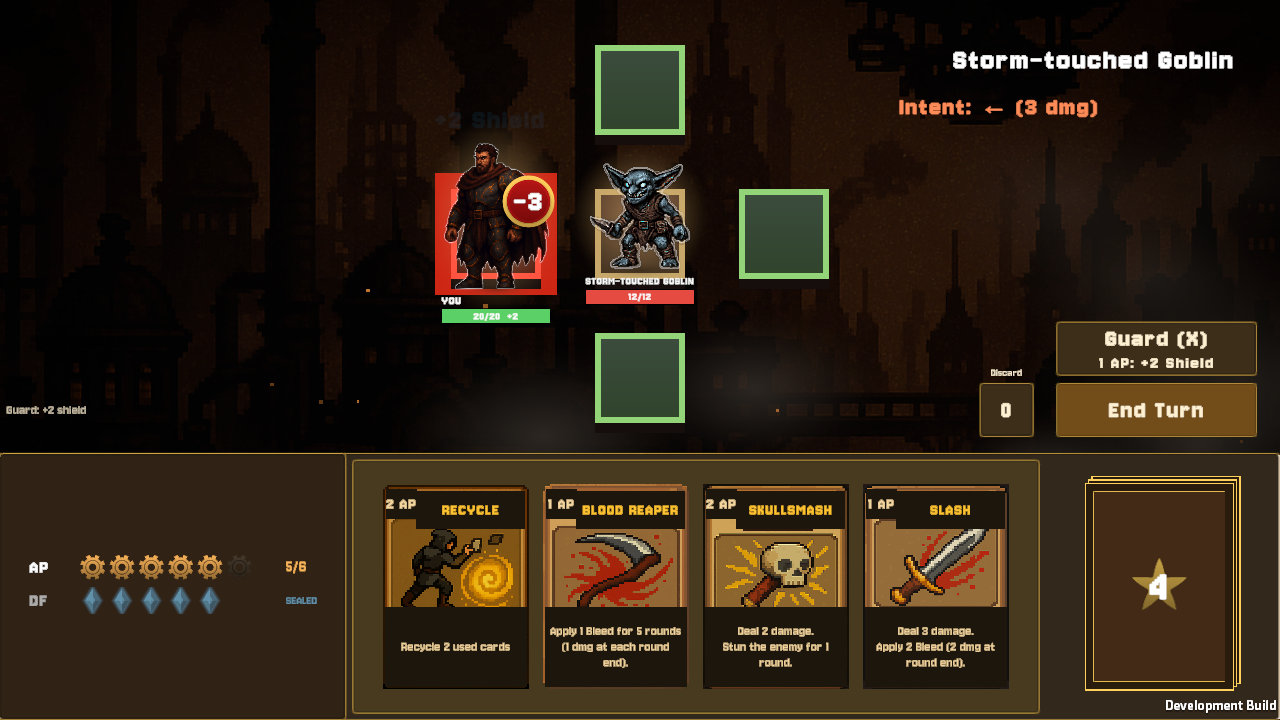 Storm-touched Goblin
Intent: ← (3 dmg)
+2 Shield
-3
STORM-TOUCHED GOBLIN
12/12
YOU
20/20 +2
Guard (X)
1 AP: +2 Shield
Discard
0
End Turn
Guard: +2 shield
AP
5/6
DF
SEALED
2 AP
RECYCLE
Recycle 2 used cards
1 AP
BLOOD REAPER
Apply 1 Bleed for 5 rounds
(1 dmg at each round
end).
2 AP
SKULLSMASH
Deal 2 damage.
Stun the enemy for 1
round.
1 AP
SLASH
Deal 3 damage.
Apply 2 Bleed (2 dmg at
round end).
4
Development Build